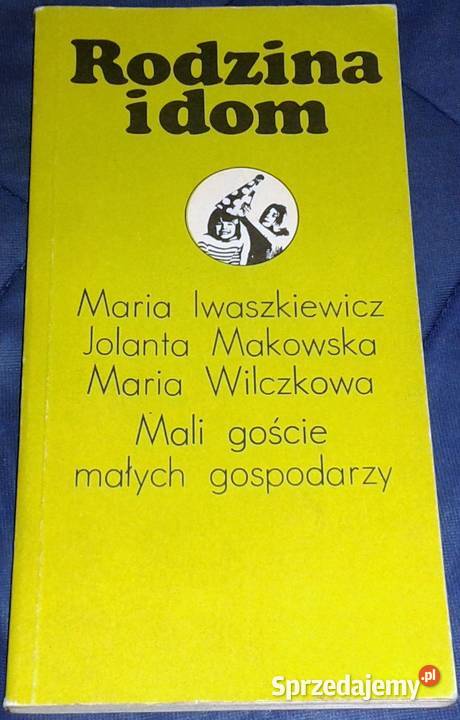 Rodzina
i dom
Maria Iwaszkiewicz
Jolanta Makowska
Maria Wilczkowa
Mali goście
małych gospodarzy
Sprzedajemy.pl